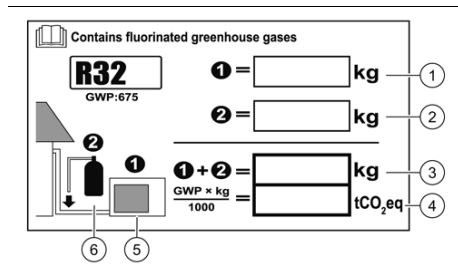 Contains fluorinated greenhouse gases
R32
GWP:675
❶= kg
❷= kg
❶+❷= kg
GWP × kg
1000
= tCO₂eq
❷
❶
1
2
3
4
5
6